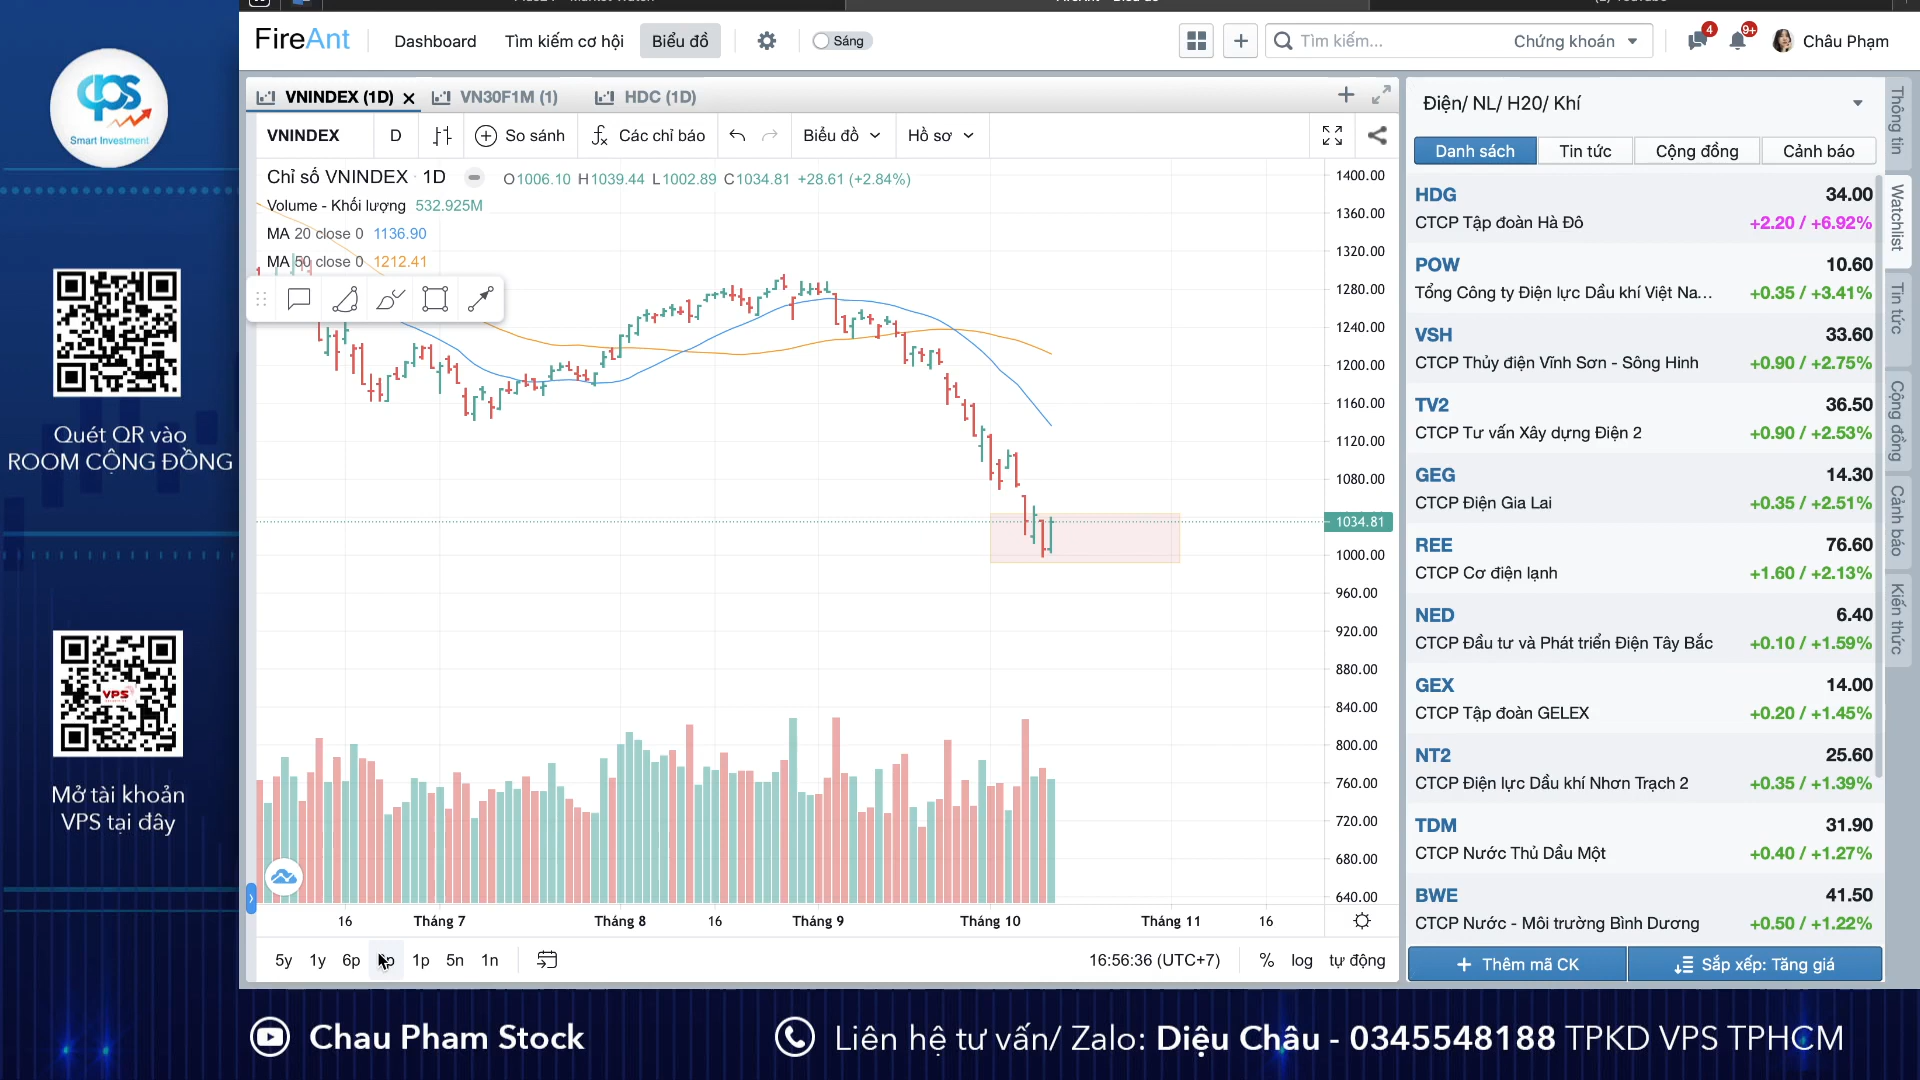 cps
Smart Investment
Quét QR vào
ROOM CỘNG ĐỒNG
VPS
Mở tài khoản
VPS tại đây
FireAnt
Dashboard
Tìm kiếm cơ hội
Biểu đồ
Sáng
Tìm kiếm...
Chứng khoán
4
9+
Châu Phạm
VNINDEX (1D)
VN30F1M (1)
HDC (1D)
VNINDEX
D
So sánh
Các chỉ báo
Biểu đồ
Hồ sơ
Chỉ số VNINDEX · 1D
O1006.10 H1039.44 L1002.89 C1034.81 +28.61 (+2.84%)
Volume - Khối lượng 532.925M
MA 20 close 0 1136.90
MA 50 close 0 1212.41
1400.00
1360.00
1320.00
1280.00
1240.00
1200.00
1160.00
1120.00
1080.00
1034.81
1000.00
960.00
920.00
880.00
840.00
800.00
760.00
720.00
680.00
640.00
16
Tháng 7
Tháng 8
16
Tháng 9
Tháng 10
Tháng 11
16
5y
1y
6p
1p
5n
1n
16:56:36 (UTC+7)
%
log
tự động
Điện/ NL/ H20/ Khí
Danh sách
Tin tức
Cộng đồng
Cảnh báo
HDG 34.00
CTCP Tập đoàn Hà Đô +2.20 / +6.92%
POW 10.60
Tổng Công ty Điện lực Dầu khí Việt Na... +0.35 / +3.41%
VSH 33.60
CTCP Thủy điện Vĩnh Sơn - Sông Hinh +0.90 / +2.75%
TV2 36.50
CTCP Tư vấn Xây dựng Điện 2 +0.90 / +2.53%
GEG 14.30
CTCP Điện Gia Lai +0.35 / +2.51%
REE 76.60
CTCP Cơ điện lạnh +1.60 / +2.13%
NED 6.40
CTCP Đầu tư và Phát triển Điện Tây Bắc +0.10 / +1.59%
GEX 14.00
CTCP Tập đoàn GELEX +0.20 / +1.45%
NT2 25.60
CTCP Điện lực Dầu khí Nhơn Trạch 2 +0.35 / +1.39%
TDM 31.90
CTCP Nước Thủ Dầu Một +0.40 / +1.27%
BWE 41.50
CTCP Nước - Môi trường Bình Dương +0.50 / +1.22%
Thêm mã CK
Sắp xếp: Tăng giá
Thông tin
Watchlist
Tin tức
Cộng đồng
Cảnh báo
Kiến thức
Chau Pham Stock
Liên hệ tư vấn/ Zalo: Diệu Châu - 0345548188 TPKD VPS TPHCM